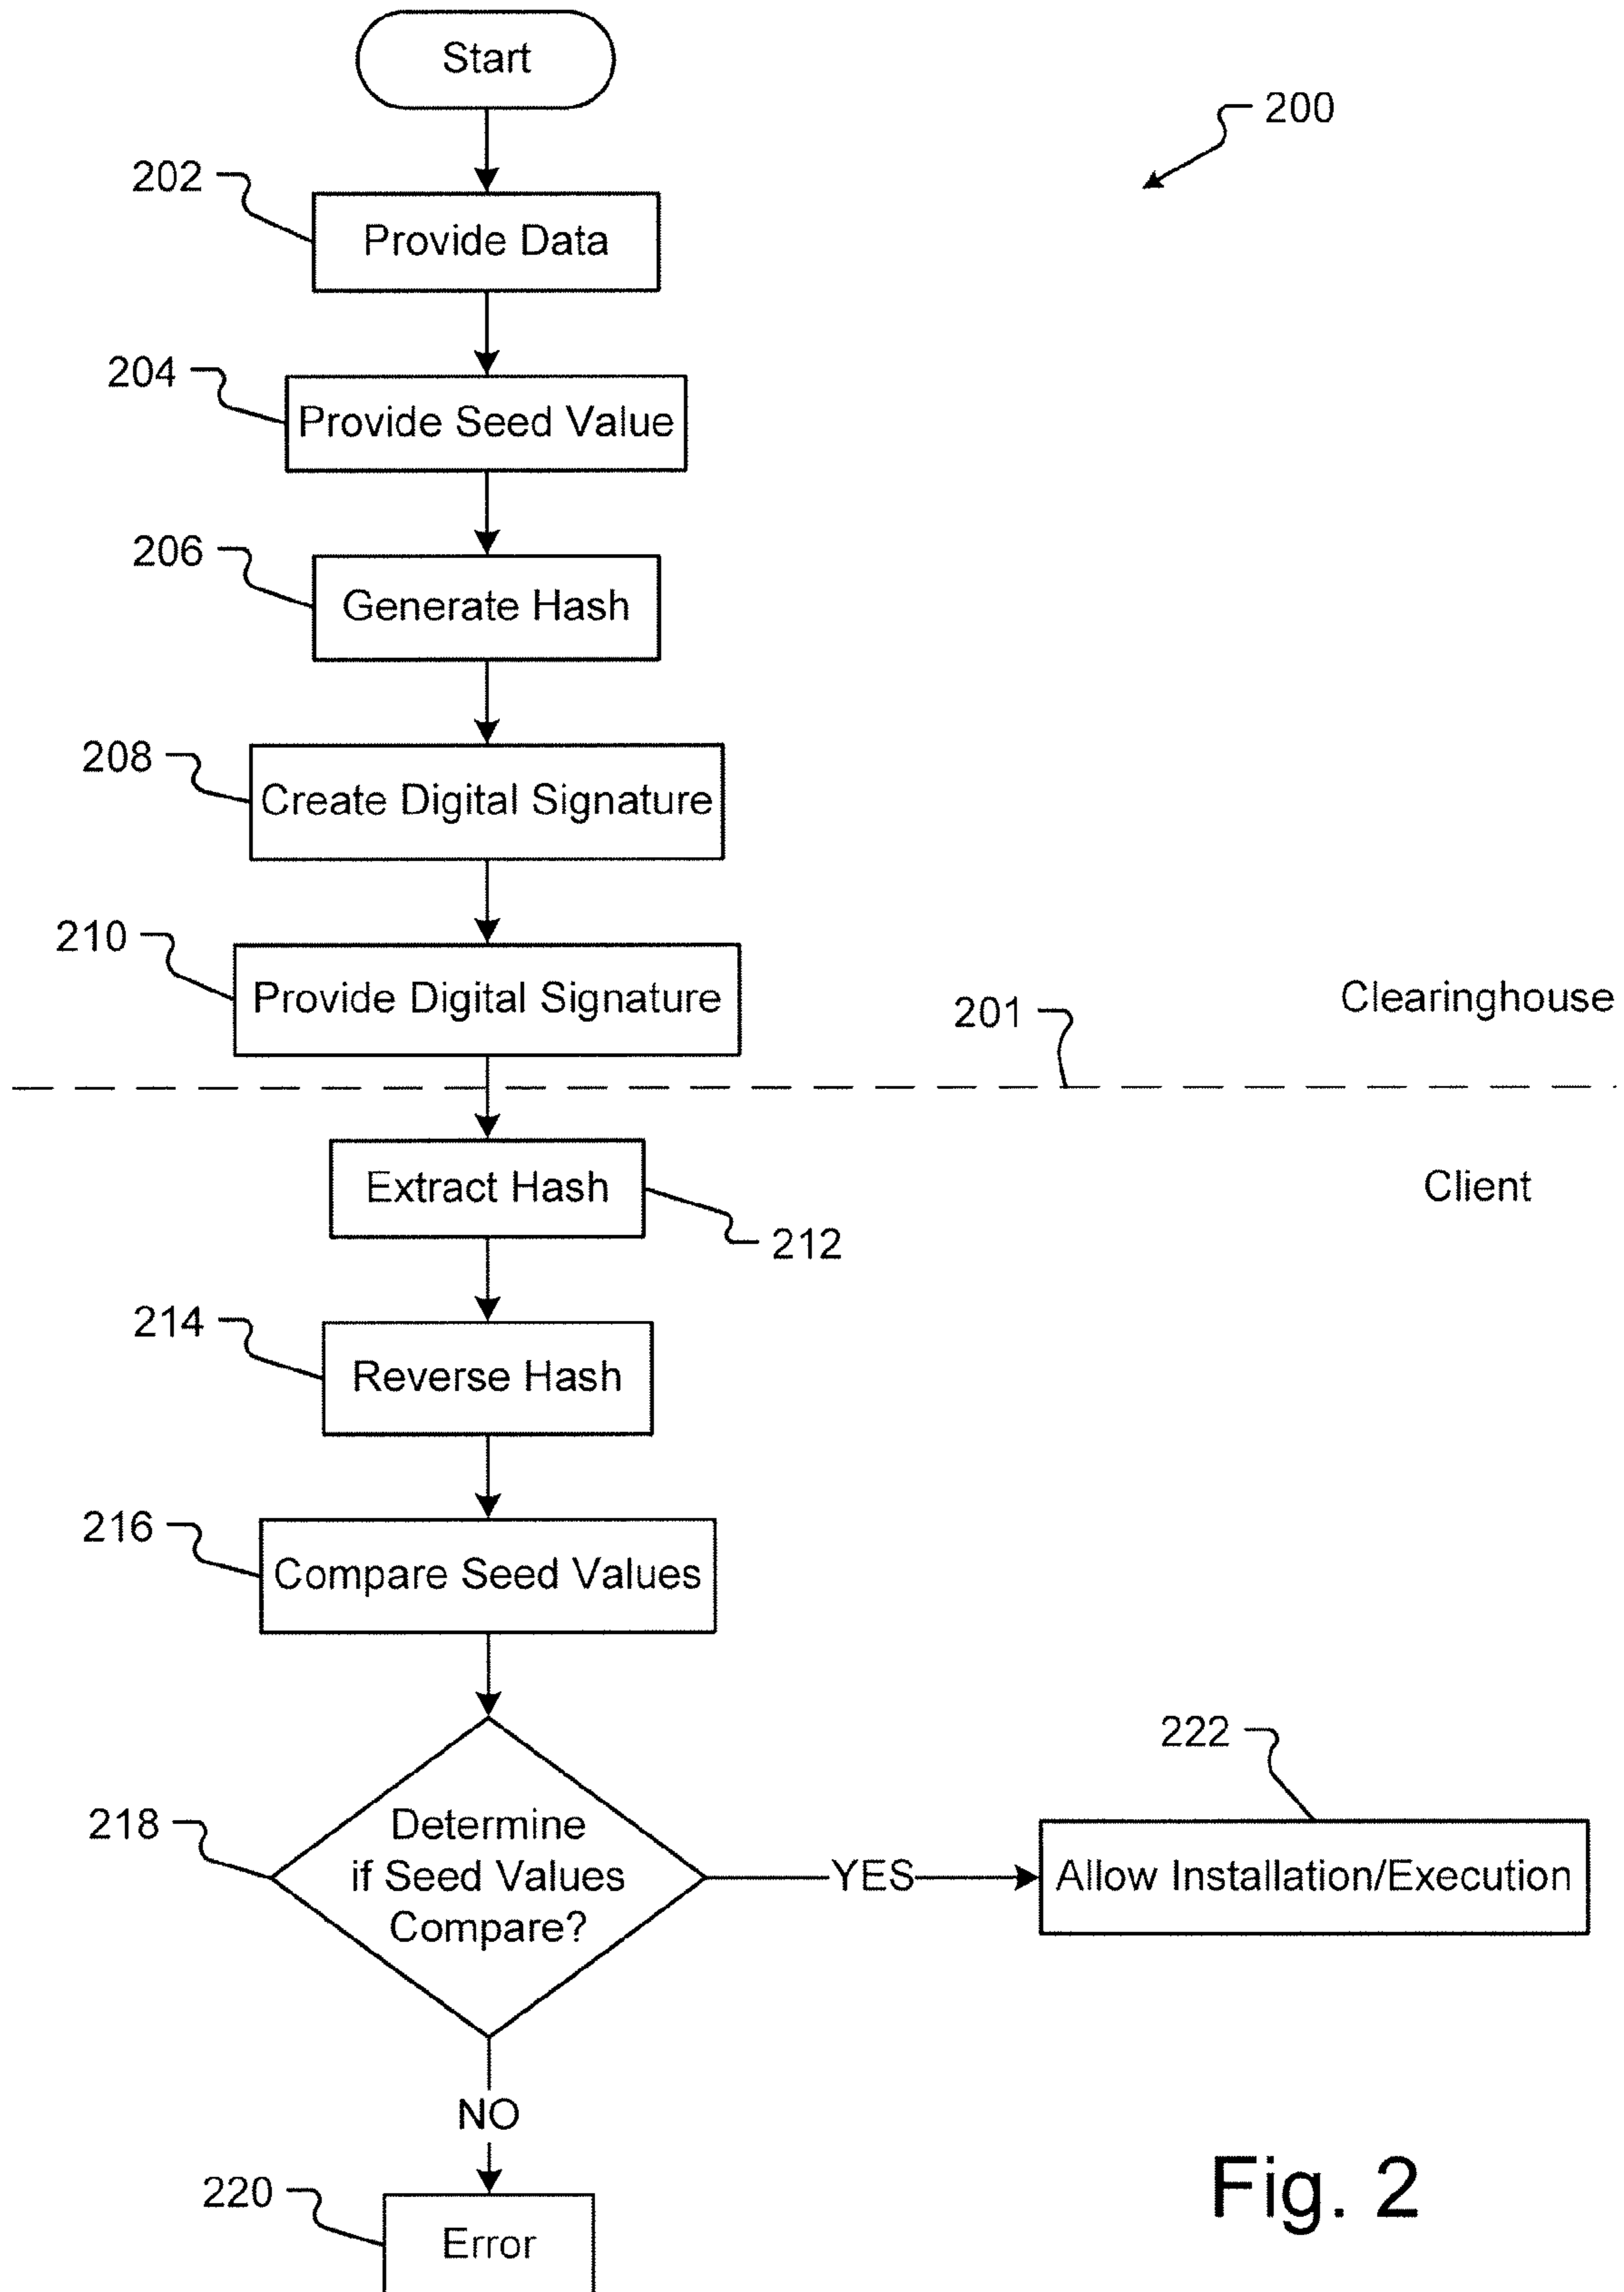 Start
200
202
Provide Data
204
Provide Seed Value
206
Generate Hash
208
Create Digital Signature
210
Provide Digital Signature
Clearinghouse
201
Extract Hash
Client
212
214
Reverse Hash
216
Compare Seed Values
222
218
Determine
if Seed Values
Compare?
YES
Allow Installation/Execution
NO
220
Error
Fig. 2